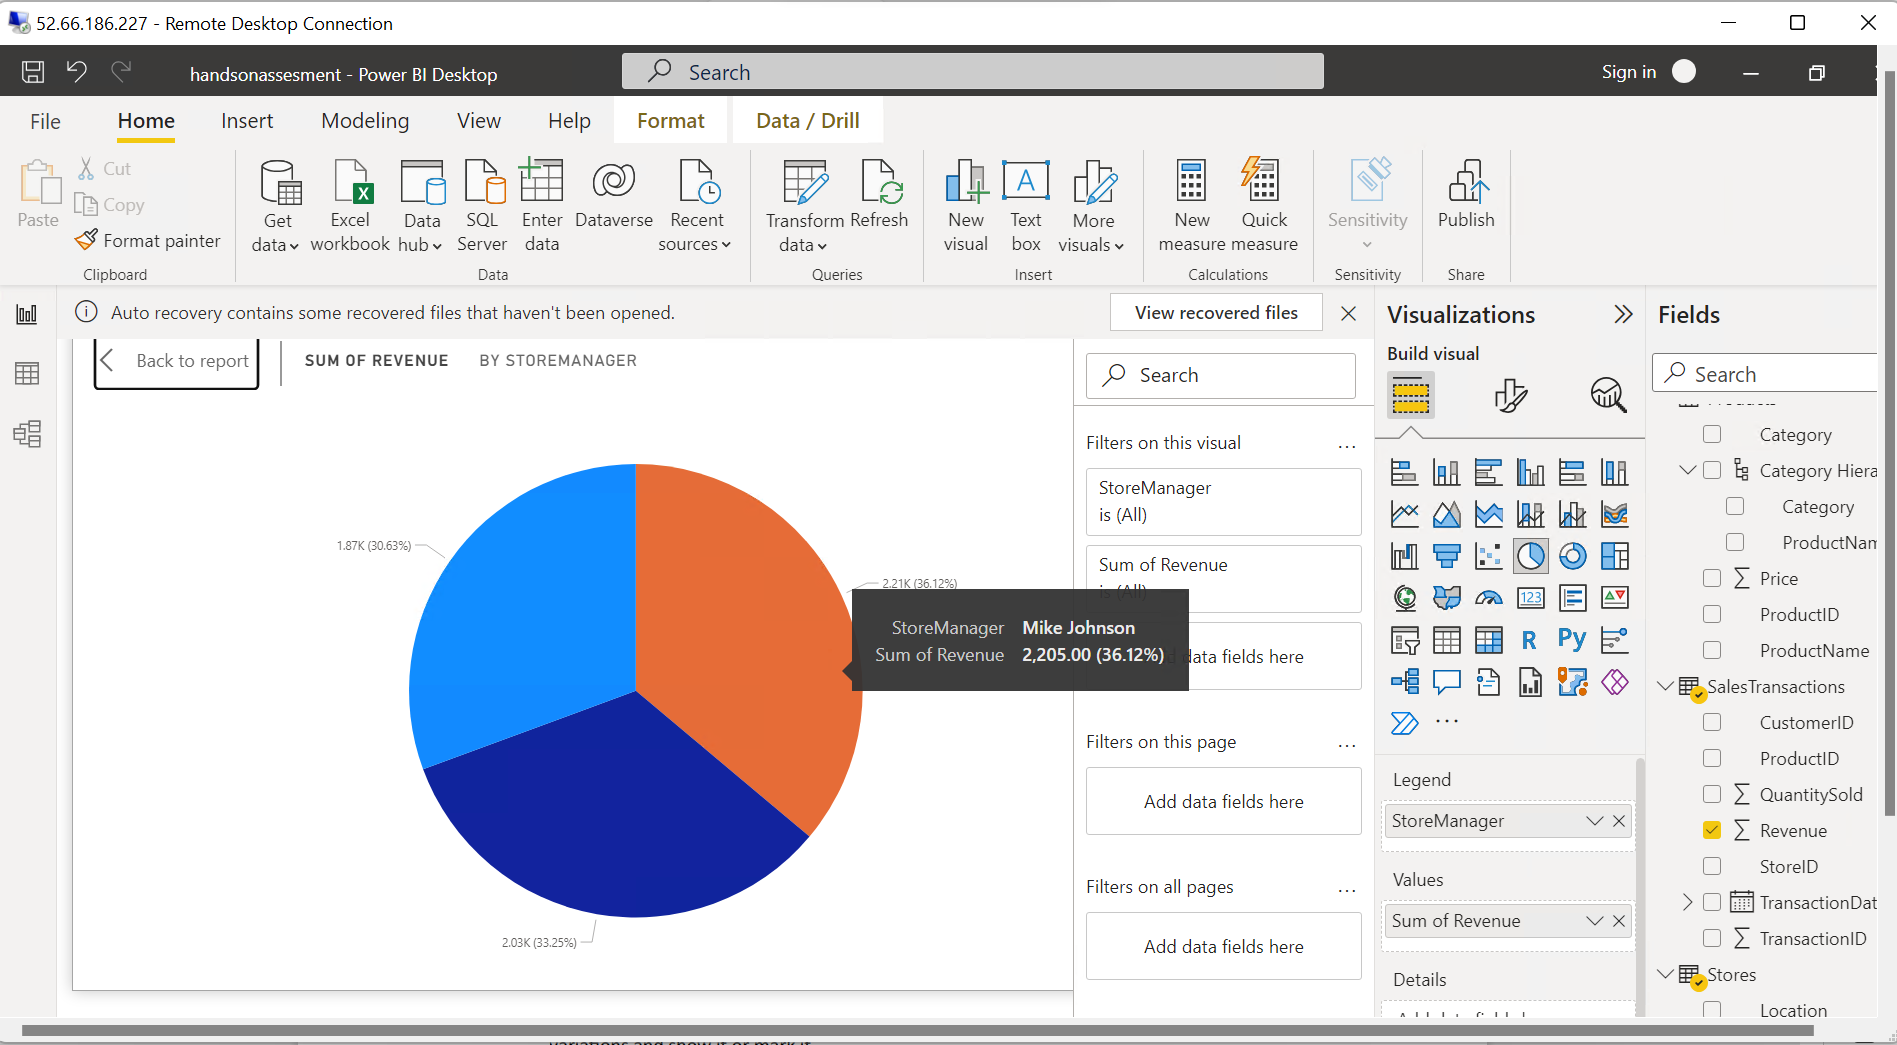 52.66.186.227 - Remote Desktop Connection
handsonassesment - Power BI Desktop
Search
Sign in
File
Home
Insert
Modeling
View
Help
Format
Data / Drill
Paste
Cut
Copy
Format painter
Clipboard
Get data
Excel workbook
Data hub
SQL Server
Enter data
Dataverse
Recent sources
Data
Transform data
Refresh
Queries
New visual
Text box
More visuals
Insert
New measure
Quick measure
Calculations
Sensitivity
Sensitivity
Publish
Share
Auto recovery contains some recovered files that haven't been opened.
View recovered files
Back to report
SUM OF REVENUE
BY STOREMANAGER
1.87K (30.63%)
2.21K (36.12%)
2.03K (33.25%)
StoreManager Mike Johnson
Sum of Revenue 2,205.00 (36.12%)
Search
Filters on this visual
...
StoreManager
is (All)
Sum of Revenue
is (All)
data fields here
Filters on this page
...
Add data fields here
Filters on all pages
...
Add data fields here
Visualizations
Build visual
123
R
Py
...
Legend
StoreManager
Values
Sum of Revenue
Details
Fields
Search
Category
Category Hiera
Category
ProductNam
Price
ProductID
ProductName
SalesTransactions
CustomerID
ProductID
QuantitySold
Revenue
StoreID
TransactionDat
TransactionID
Stores
Location